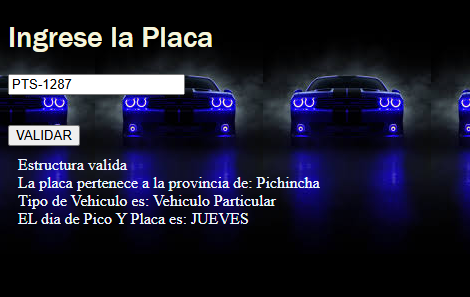 Ingrese la Placa
PTS-1287
VALIDAR
Estructura valida
La placa pertenece a la provincia de: Pichincha
Tipo de Vehiculo es: Vehiculo Particular
EL dia de Pico Y Placa es: JUEVES